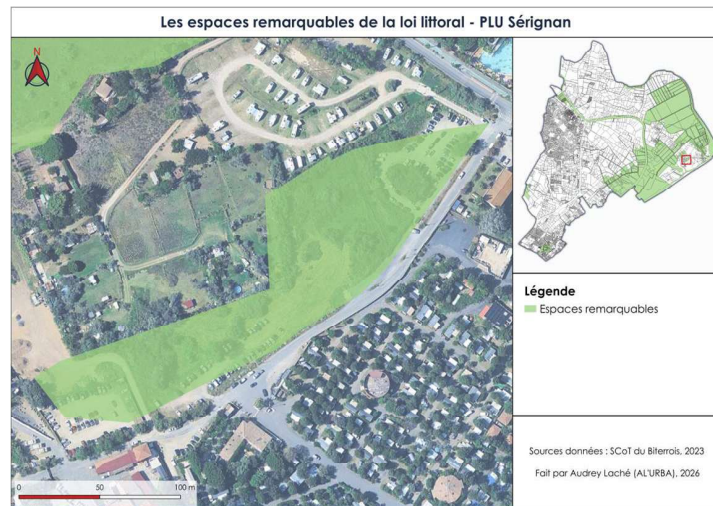 Les espaces remarquables de la loi littoral - PLU Sérignan
N
Légende
Espaces remarquables
0 50 100 m
Sources données : SCoT du Biterrois, 2023
Fait par Audrey Laché (AL'URBA), 2026